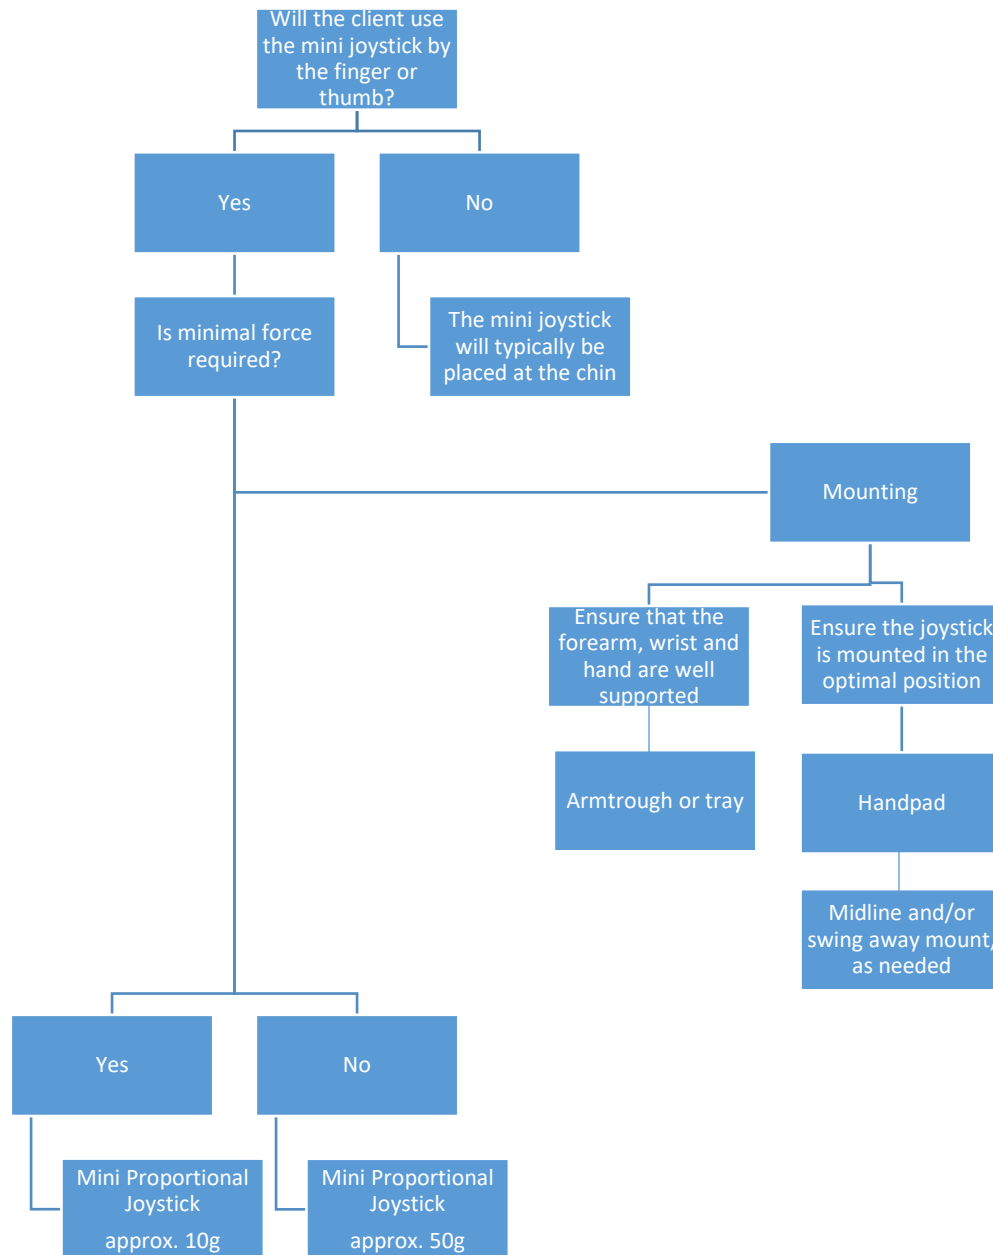 Will the client use
the mini joystick by
the finger or
thumb?
Yes
No
Is minimal force
required?
The mini joystick
will typically be
placed at the chin
Mounting
Ensure that the
forearm, wrist and
hand are well
supported
Ensure the joystick
is mounted in the
optimal position
Armtrough or tray
Handpad
Midline and/or
swing away mount,
as needed
Yes
No
Mini Proportional
Joystick
approx. 10g
Mini Proportional
Joystick
approx. 50g